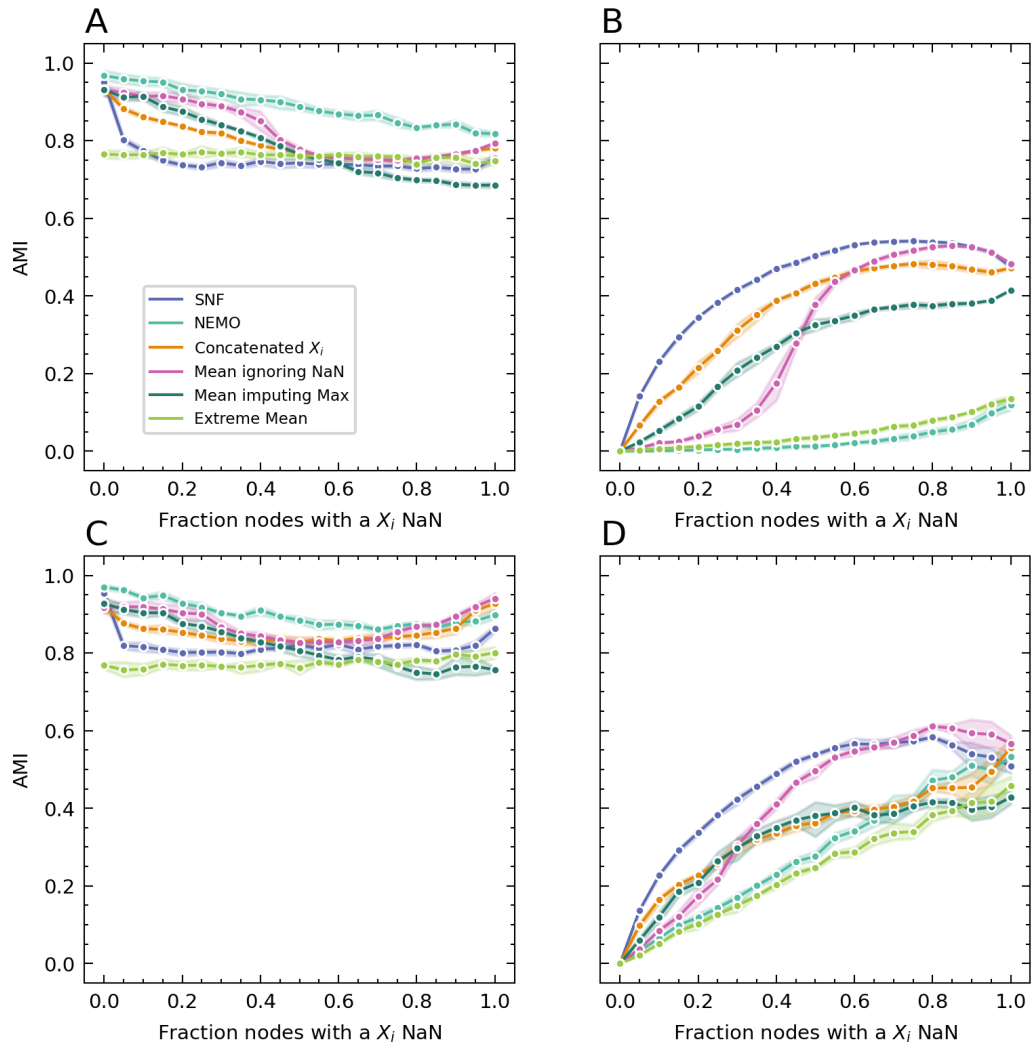 A
B
1.0
0.8
0.6
0.4
0.2
0.0
AMI
SNF
NEMO
Concatenated X_i
Mean ignoring NaN
Mean imputing Max
Extreme Mean
0.0 0.2 0.4 0.6 0.8 1.0
0.0 0.2 0.4 0.6 0.8 1.0
Fraction nodes with a X_i NaN
Fraction nodes with a X_i NaN
C
D
1.0
0.8
0.6
0.4
0.2
0.0
AMI
0.0 0.2 0.4 0.6 0.8 1.0
0.0 0.2 0.4 0.6 0.8 1.0
Fraction nodes with a X_i NaN
Fraction nodes with a X_i NaN